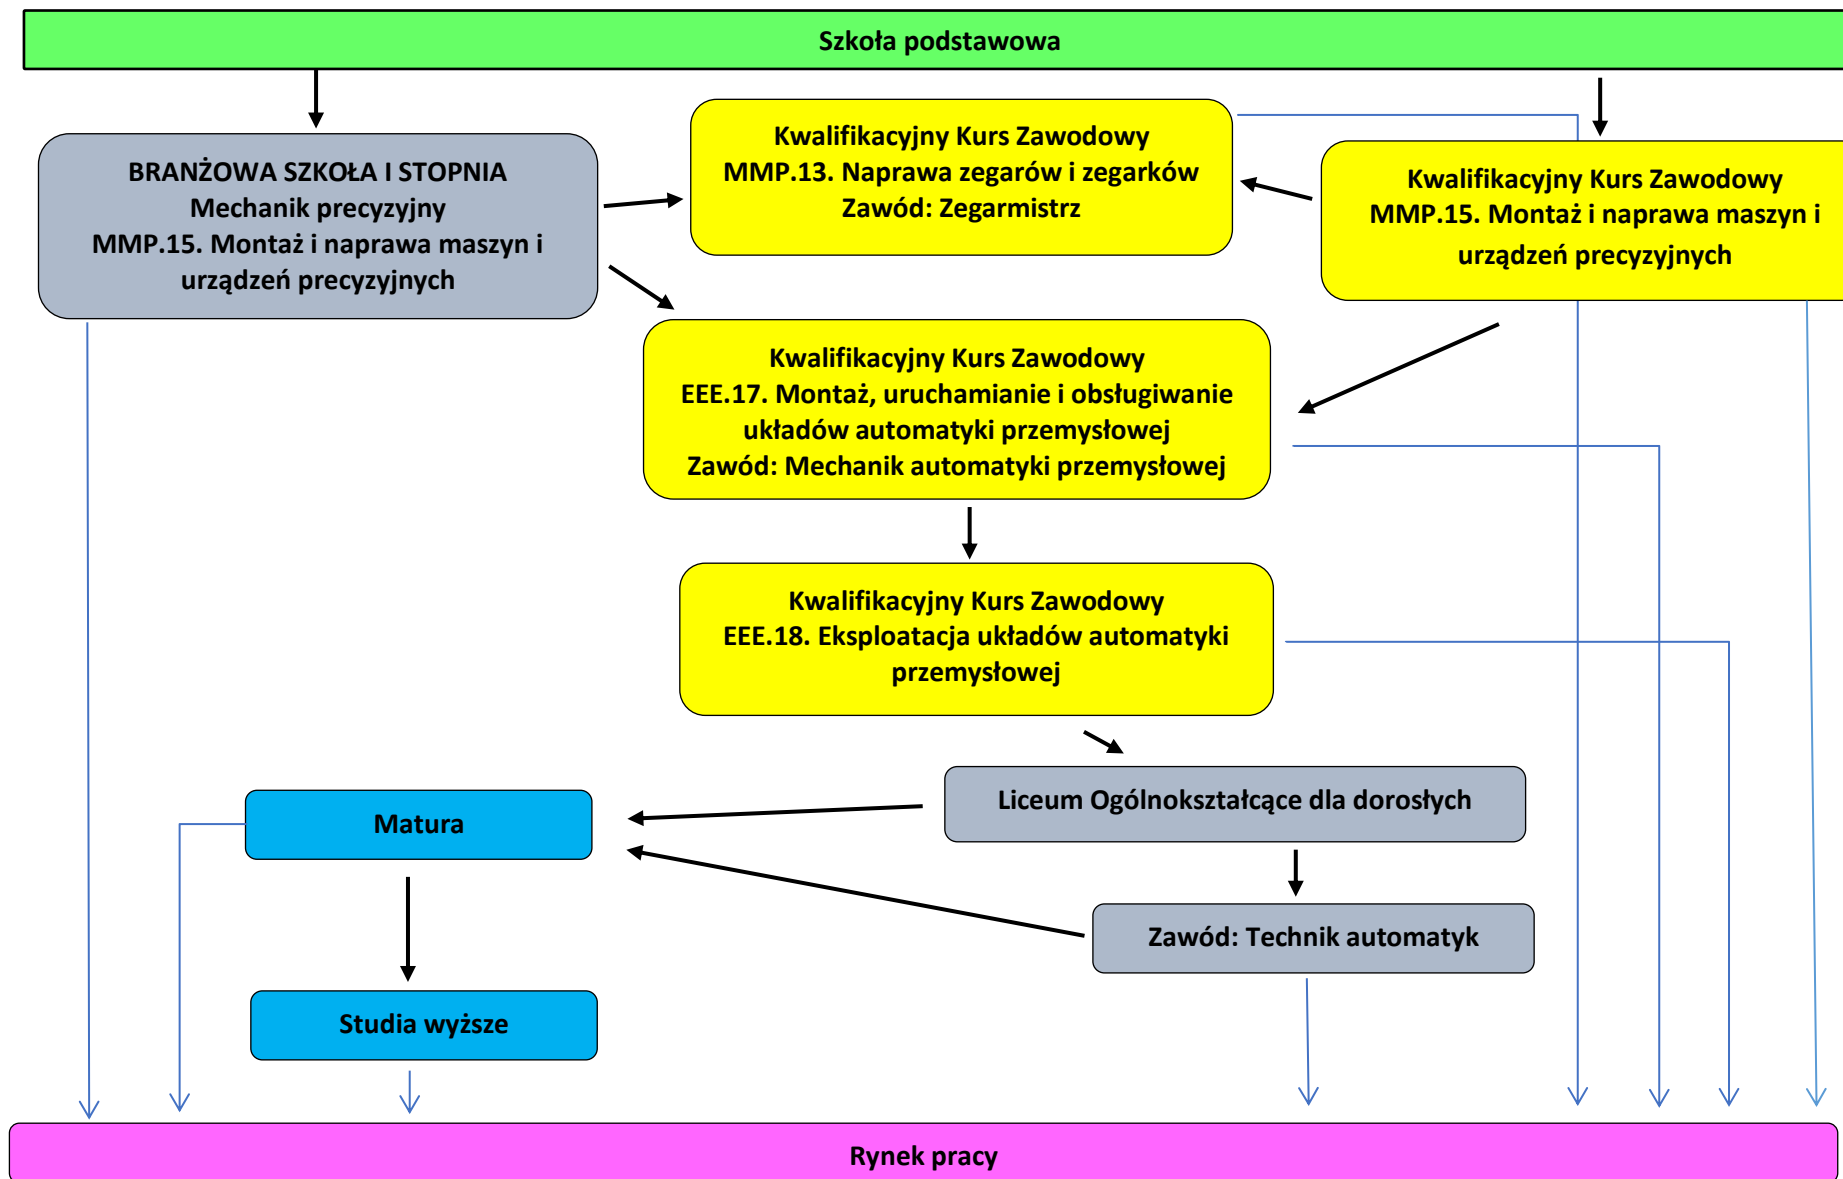 Szkoła podstawowa
BRANŻOWA SZKOŁA I STOPNIA
Mechanik precyzyjny
MMP.15. Montaż i naprawa maszyn i
urządzeń precyzyjnych
Kwalifikacyjny Kurs Zawodowy
MMP.13. Naprawa zegarów i zegarków
Zawód: Zegarmistrz
Kwalifikacyjny Kurs Zawodowy
MMP.15. Montaż i naprawa maszyn i
urządzeń precyzyjnych
Kwalifikacyjny Kurs Zawodowy
EEE.17. Montaż, uruchamianie i obsługiwanie
układów automatyki przemysłowej
Zawód: Mechanik automatyki przemysłowej
Kwalifikacyjny Kurs Zawodowy
EEE.18. Eksploatacja układów automatyki
przemysłowej
Liceum Ogólnokształcące dla dorosłych
Matura
Zawód: Technik automatyk
Studia wyższe
Rynek pracy